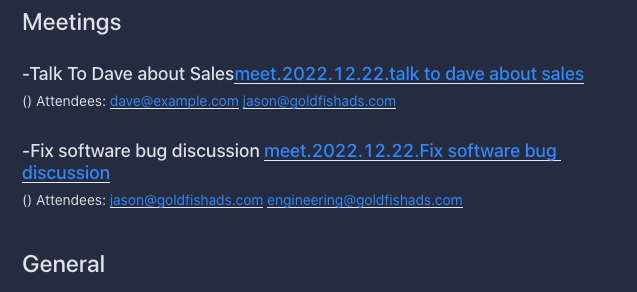 Meetings
-Talk To Dave about Salesmeet.2022.12.22.talk to dave about sales
() Attendees: dave@example.com jason@goldfishads.com
-Fix software bug discussion meet.2022.12.22.Fix software bug
discussion
() Attendees: jason@goldfishads.com engineering@goldfishads.com
General